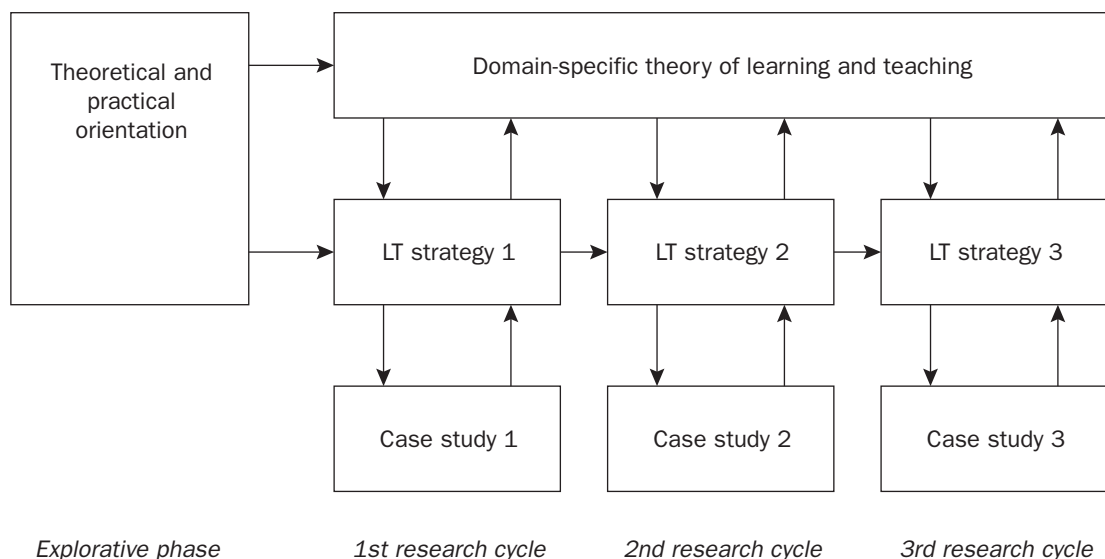 Theoretical and
practical
orientation
Domain-specific theory of learning and teaching
LT strategy 1
LT strategy 2
LT strategy 3
Case study 1
Case study 2
Case study 3
Explorative phase
1st research cycle
2nd research cycle
3rd research cycle